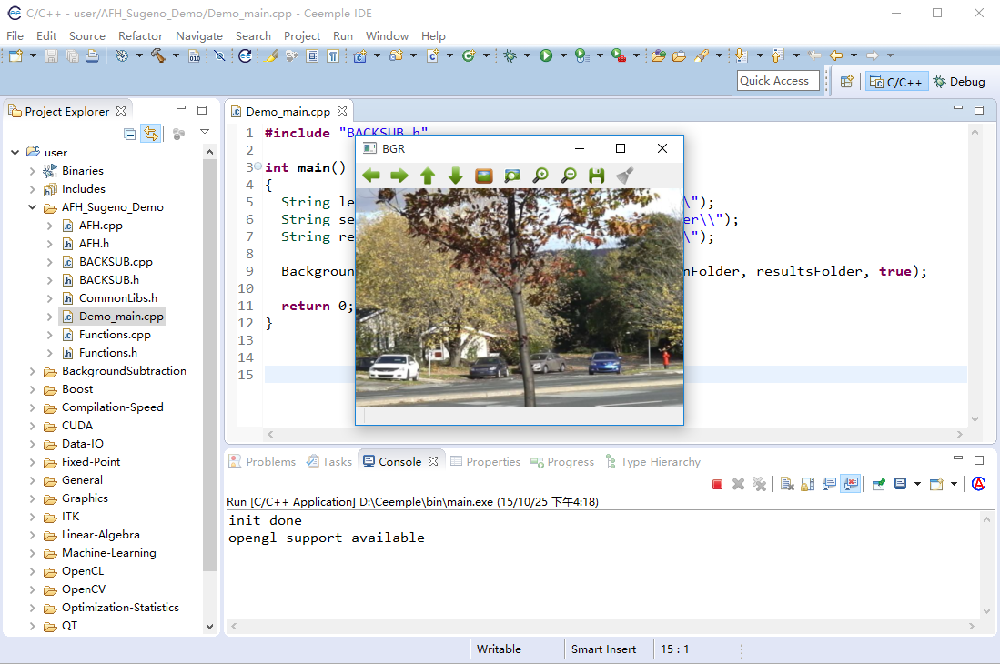 C/C++ - user/AFH_Sugeno_Demo/Demo_main.cpp - Ceemple IDE
File Edit Source Refactor Navigate Search Project Run Window Help
Quick Access
C/C++
Debug
Project Explorer
user
Binaries
Includes
AFH_Sugeno_Demo
AFH.cpp
AFH.h
BACKSUB.cpp
BACKSUB.h
CommonLibs.h
Demo_main.cpp
Functions.cpp
Functions.h
BackgroundSubtraction
Boost
Compilation-Speed
CUDA
Data-IO
Fixed-Point
General
Graphics
ITK
Linear-Algebra
Machine-Learning
OpenCL
OpenCV
Optimization-Statistics
QT
Demo_main.cpp
1 #include "BACKSUB.h"
2
3 int main()
4 {
5 String le \");
6 String se er\\");
7 String re \");
8
9 Backgroun nFolder, resultsFolder, true);
10
11 return 0;
12 }
13
14
15
BGR
Problems Tasks Console Properties Progress Type Hierarchy
Run [C/C++ Application] D:\Ceemple\bin\main.exe (15/10/25 下午4:18)
init done
opengl support available
Writable Smart Insert 15 : 1